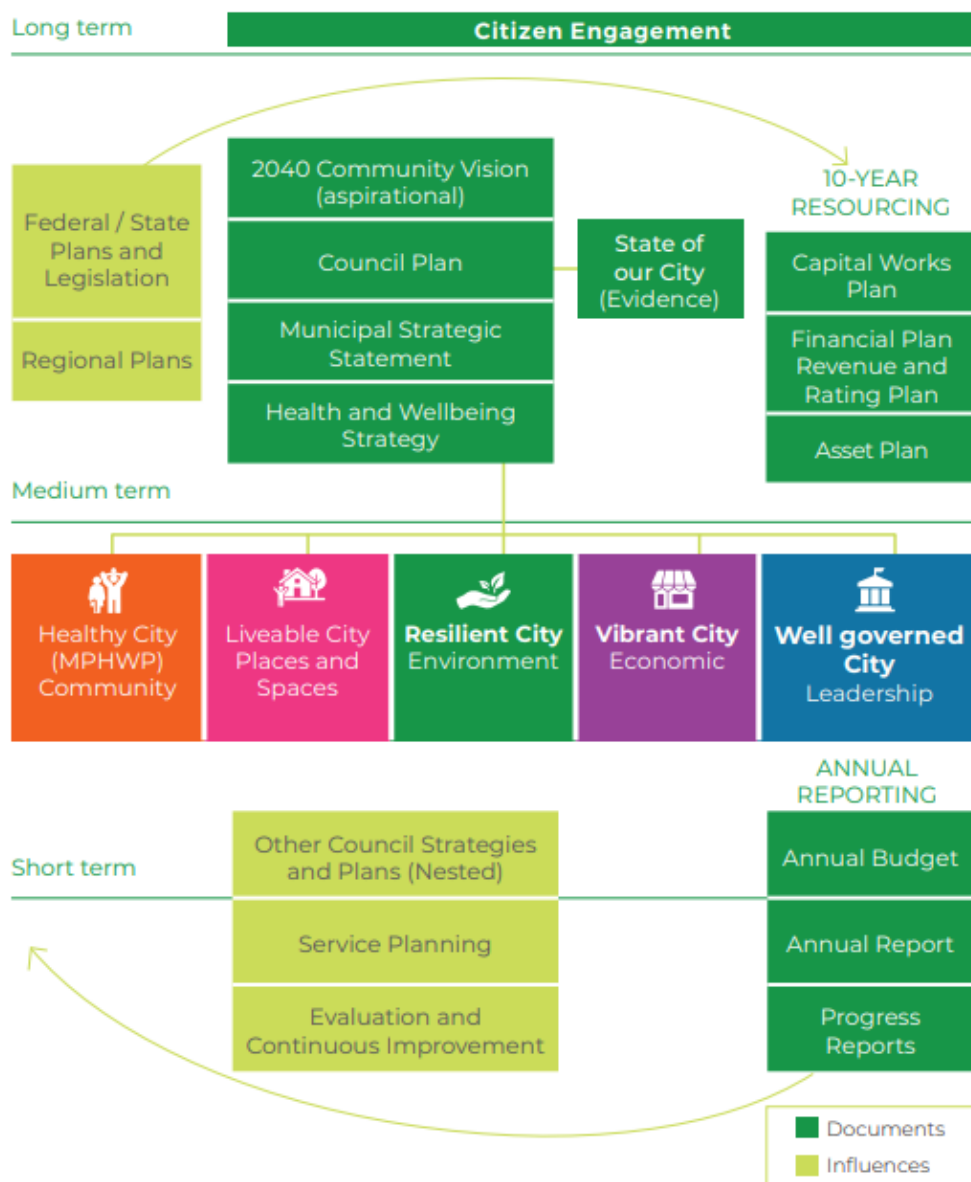 Long term
Citizen Engagement
Federal / State
Plans and
Legislation
Regional Plans
2040 Community Vision
(aspirational)
Council Plan
Municipal Strategic
Statement
Health and Wellbeing
Strategy
State of
our City
(Evidence)
10-YEAR
RESOURCING
Capital Works
Plan
Financial Plan
Revenue and
Rating Plan
Asset Plan
Medium term
Healthy City
(MPHWP)
Community
Liveable City
Places and
Spaces
Resilient City
Environment
Vibrant City
Economic
Well governed
City
Leadership
Short term
Other Council Strategies
and Plans (Nested)
Service Planning
Evaluation and
Continuous Improvement
ANNUAL
REPORTING
Annual Budget
Annual Report
Progress
Reports
Documents
Influences